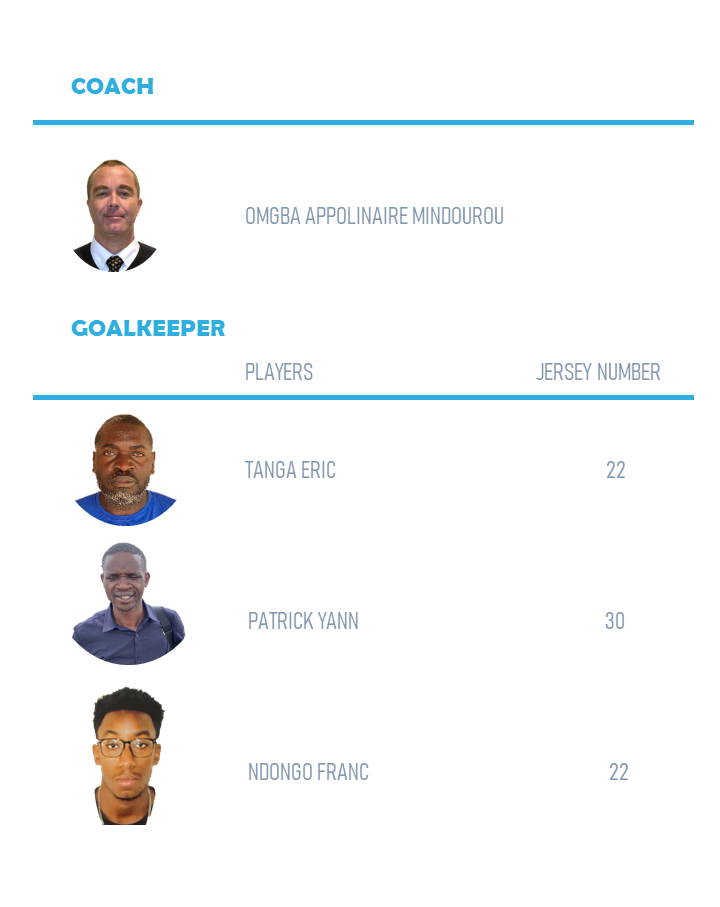 COACH
OMGBA APPOLINAIRE MINDOUROU
GOALKEEPER
PLAYERS JERSEY NUMBER
TANGA ERIC 22
PATRICK YANN 30
NDONGO FRANC 22